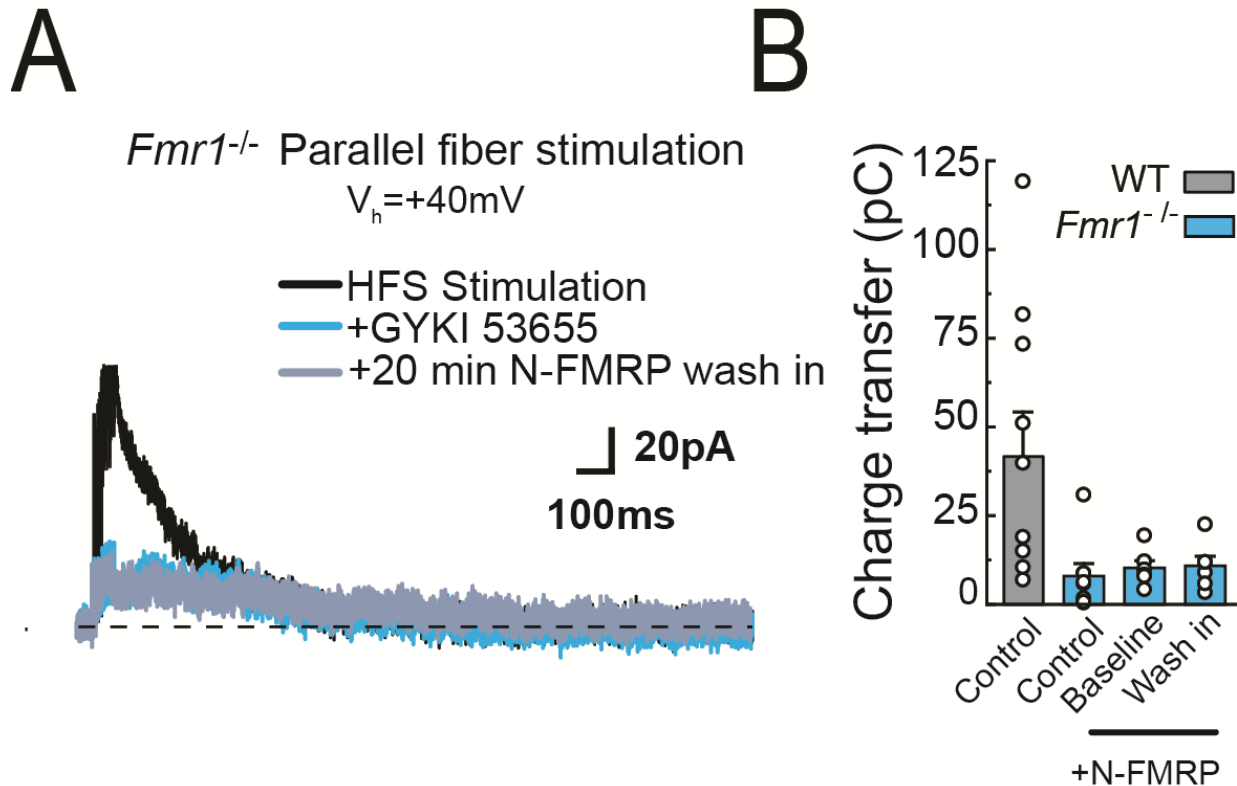 A
Fmr1-/- Parallel fiber stimulation
Vh=+40mV
HFS Stimulation
+GYKI 53655
+20 min N-FMRP wash in
20pA
100ms
B
Charge transfer (pC)
125
100
75
50
25
0
WT
Fmr1- /-
Control
Control
Baseline
Wash in
+N-FMRP